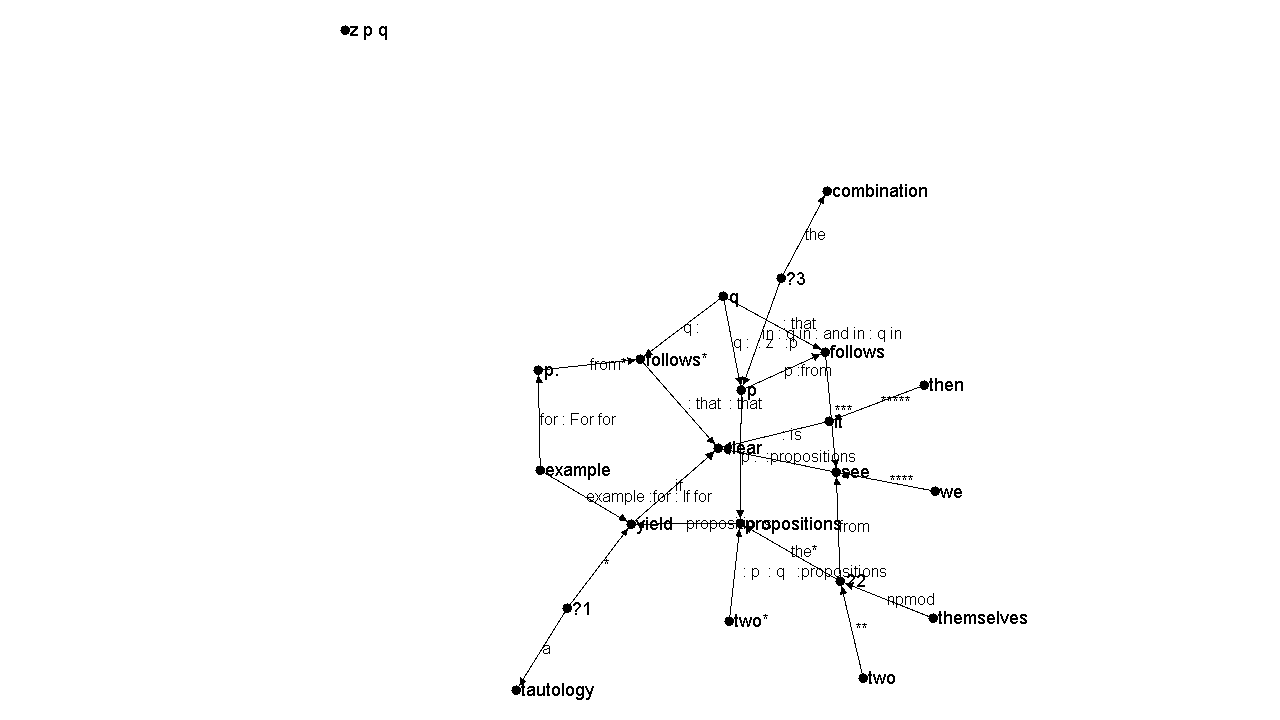 z p q
combination
the
?3
q
: that
q :
in : q in : and in : q in
q : 2 : p
follows
follows*
from*
p.
p :from
p
then
*****
***
: that : that
for : For for
it
: is
clear
p : :propositions
see
****
we
example
if
example :for : If for
yield
propositions
from
the*
*
: p : q :propositions
?2
npmod
?1
two*
themselves
**
a
two
tautology